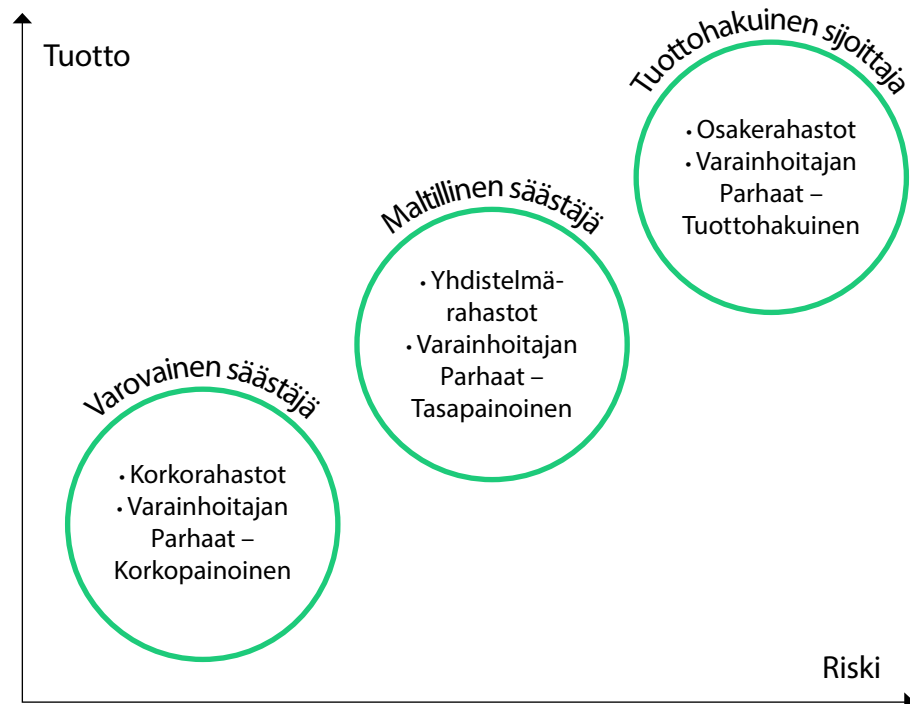 Tuotto
Tuottohakuinen sijoittaja
• Osakerahastot
• Varainhoitajan
Parhaat –
Tuottohakuinen
Maltillinen säästäjä
• Yhdistelmä-
rahastot
• Varainhoitajan
Parhaat –
Tasapainoinen
Varovainen säästäjä
• Korkorahastot
• Varainhoitajan
Parhaat –
Korkopainoinen
Riski